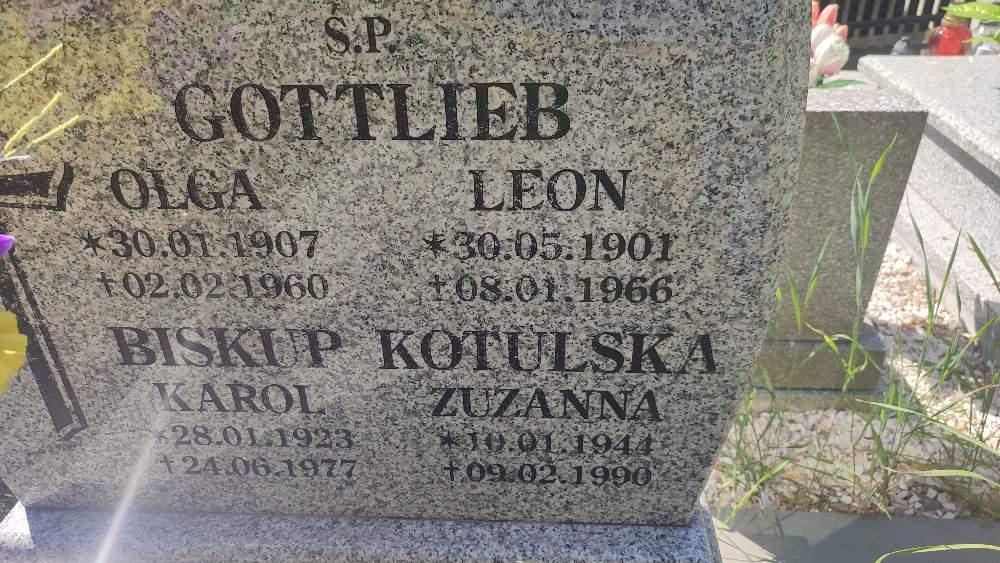 Ś.P.
GOTTLIEB
OLGA LEON
*30.01.1907 *30.05.1901
†02.02.1960 †08.01.1966
BISKUP KOTULSKA
KAROL ZUZANNA
*28.01.1923 *10.01.1944
†24.06.1977 †09.02.1990